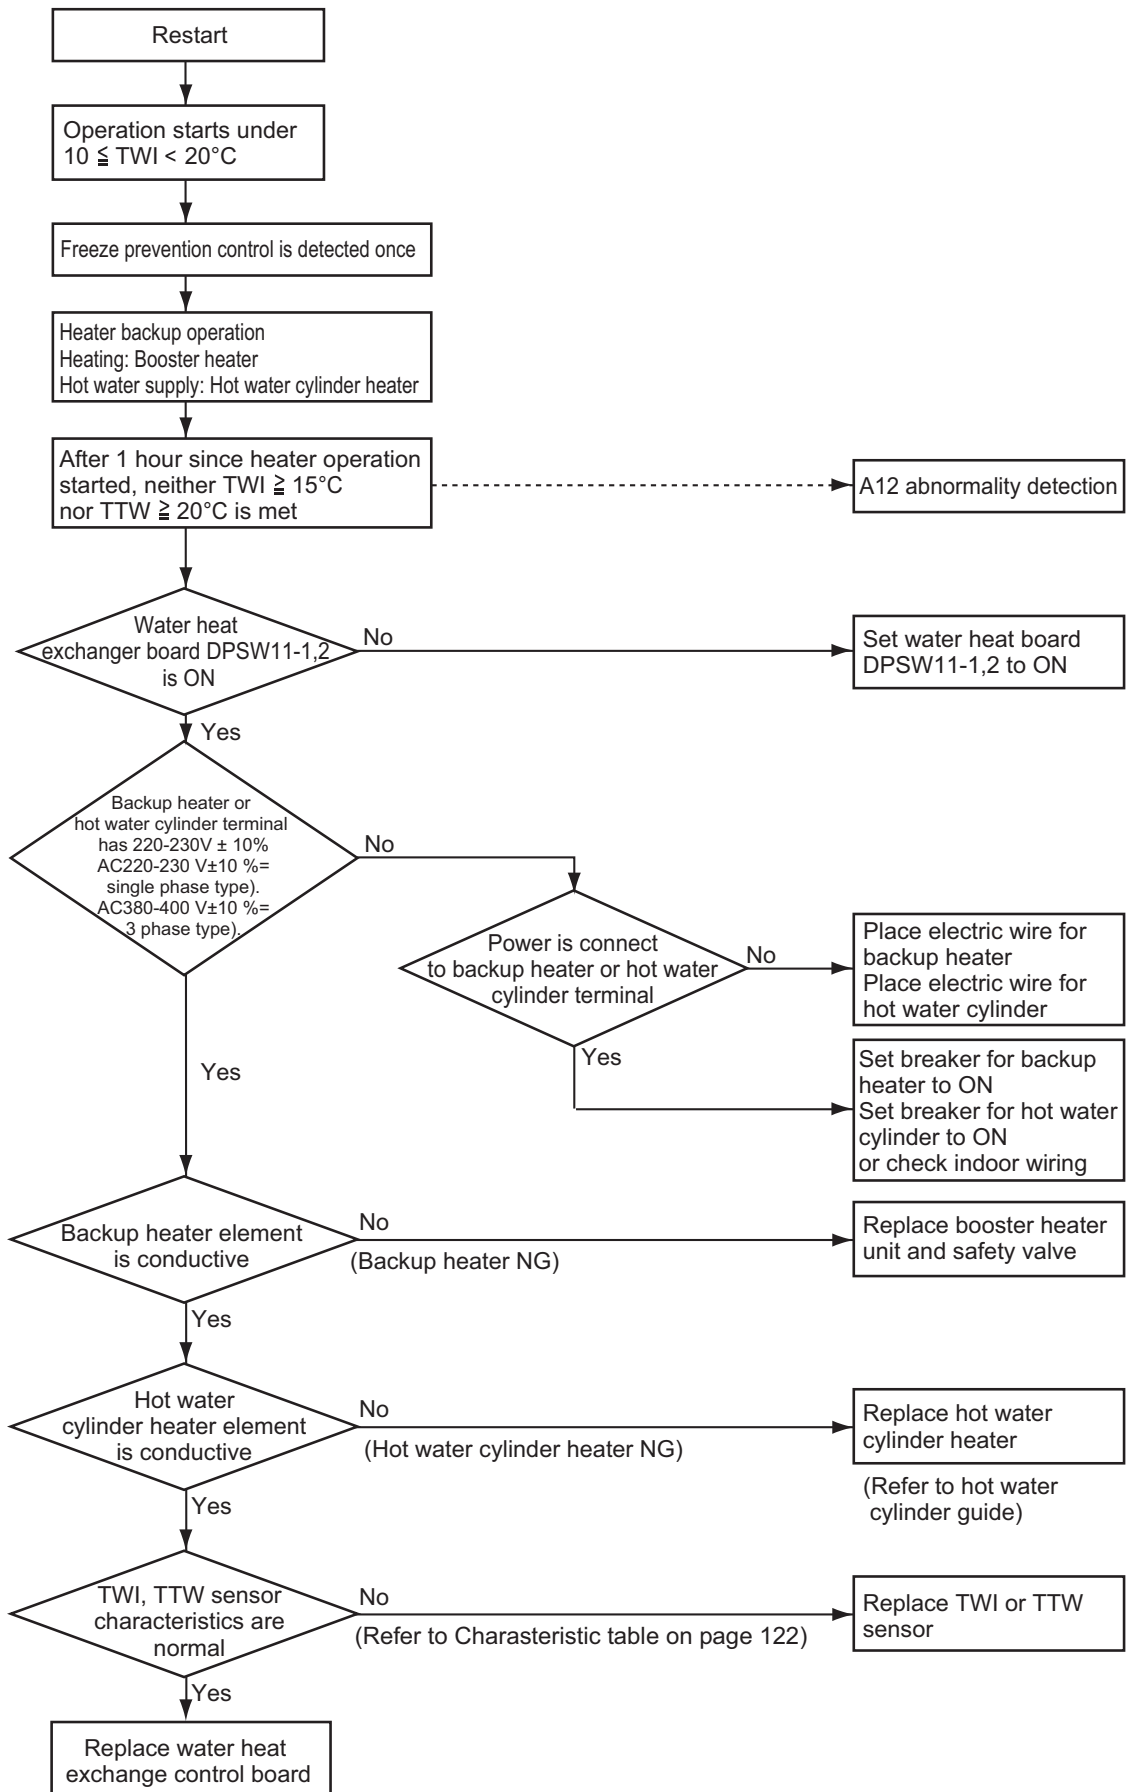 Restart
Operation starts under
10 ≦ TWI < 20°C
Freeze prevention control is detected once
Heater backup operation
Heating: Booster heater
Hot water supply: Hot water cylinder heater
After 1 hour since heater operation
started, neither TWI ≧ 15°C
nor TTW ≧ 20°C is met
A12 abnormality detection
Water heat
exchanger board DPSW11-1,2
is ON
No
Set water heat board
DPSW11-1,2 to ON
Yes
Backup heater or
hot water cylinder terminal
has 220-230V ± 10%
AC220-230 V±10 %=
single phase type).
AC380-400 V±10 %=
3 phase type).
No
Power is connect
to backup heater or hot water
cylinder terminal
No
Place electric wire for
backup heater
Place electric wire for
hot water cylinder
Yes
Set breaker for backup
heater to ON
Set breaker for hot water
cylinder to ON
or check indoor wiring
Yes
Backup heater element
is conductive
No
(Backup heater NG)
Replace booster heater
unit and safety valve
Yes
Hot water
cylinder heater element
is conductive
No
(Hot water cylinder heater NG)
Replace hot water
cylinder heater
(Refer to hot water
cylinder guide)
Yes
TWI, TTW sensor
characteristics are
normal
No
(Refer to Charasteristic table on page 122)
Replace TWI or TTW
sensor
Yes
Replace water heat
exchange control board